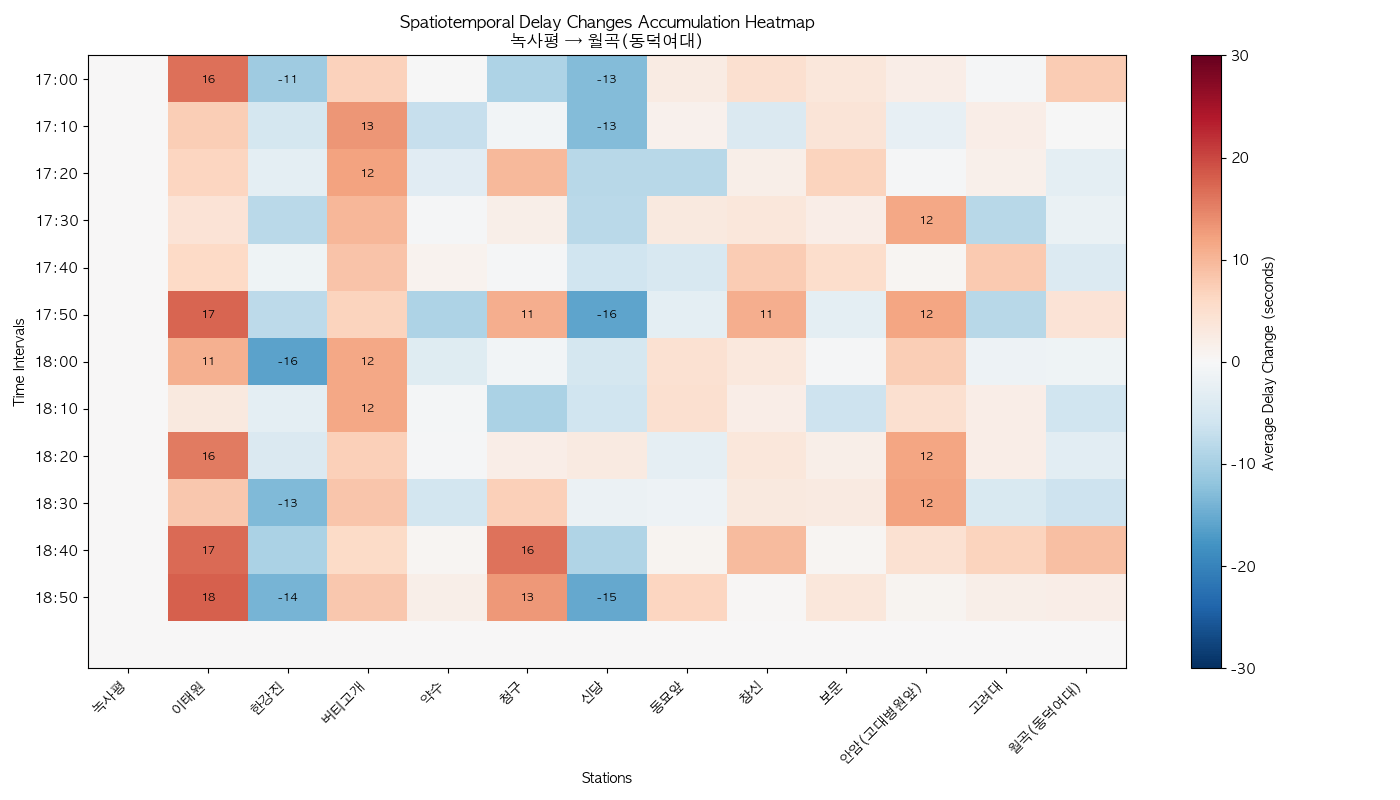 Spatiotemporal Delay Changes Accumulation Heatmap
녹사평 → 월곡(동덕여대)
17:00 16 -11 -13
17:10 13 -13
17:20 12
17:30 12
17:40
17:50 17 11 -16 11 12
18:00 11 -16 12
18:10 12
18:20 16 12
18:30 -13 12
18:40 17 16
18:50 18 -14 13 -15
Time Intervals
녹사평
이태원
한강진
버티고개
약수
청구
신당
동묘앞
창신
보문
안암(고대병원앞)
고려대
월곡(동덕여대)
Stations
30
20
10
0
-10
-20
-30
Average Delay Change (seconds)